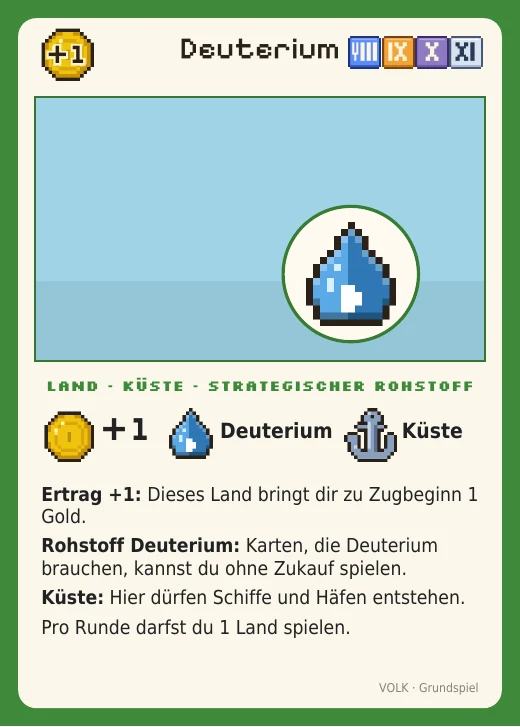 +1 Deuterium VIII IX X XI
LAND · KÜSTE · STRATEGISCHER ROHSTOFF
+1 Deuterium Küste
Ertrag +1: Dieses Land bringt dir zu Zugbeginn 1
Gold.
Rohstoff Deuterium: Karten, die Deuterium
brauchen, kannst du ohne Zukauf spielen.
Küste: Hier dürfen Schiffe und Häfen entstehen.
Pro Runde darfst du 1 Land spielen.
VOLK · Grundspiel